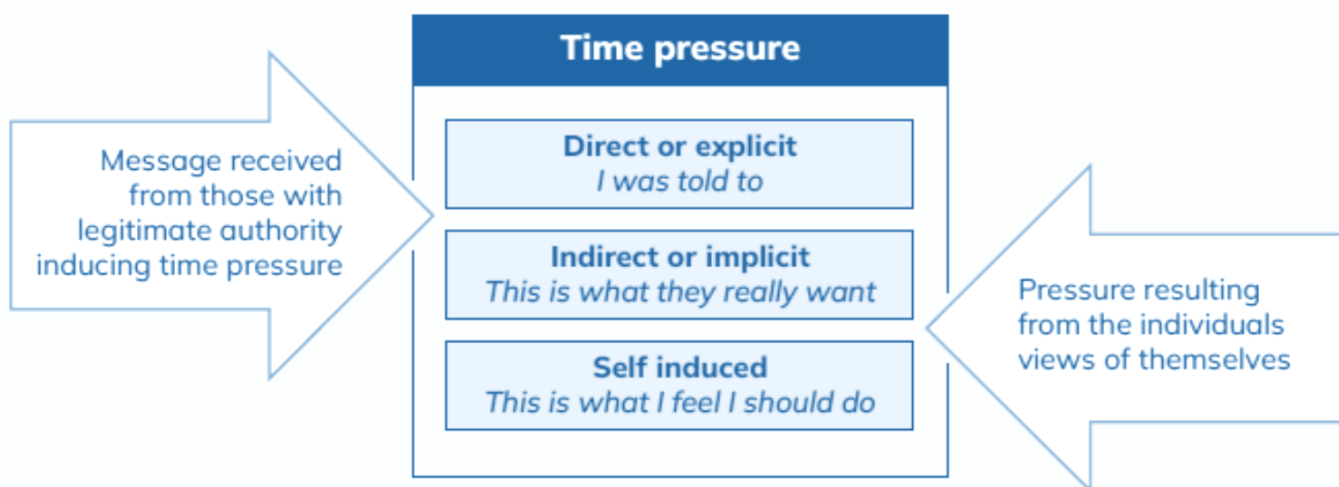 Time pressure
Message received
from those with
legitimate authority
inducing time pressure
Direct or explicit
I was told to
Indirect or implicit
This is what they really want
Self induced
This is what I feel I should do
Pressure resulting
from the individuals
views of themselves